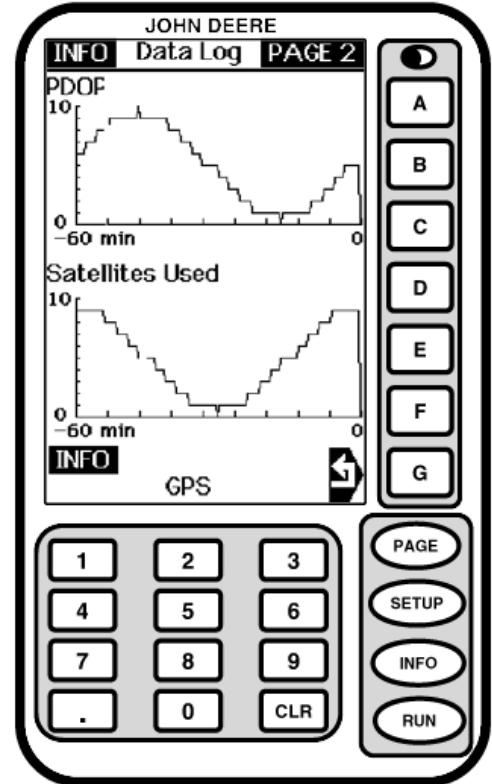 JOHN DEERE
INFO Data Log PAGE 2
PDOP
10
0
-60 min 0
Satellites Used
10
0
-60 min 0
INFO
GPS
A
B
C
D
E
F
G
1 2 3
4 5 6
7 8 9
. 0 CLR
PAGE
SETUP
INFO
RUN